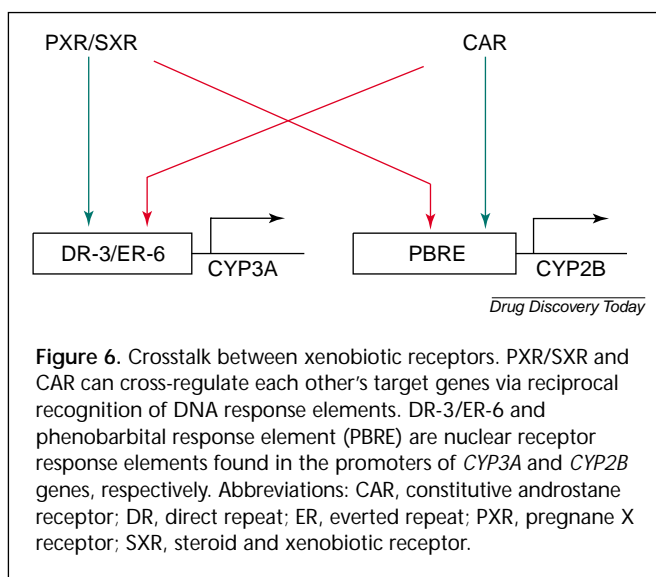 PXR/SXR CAR
DR-3/ER-6 CYP3A PBRE CYP2B
Drug Discovery Today
Figure 6. Crosstalk between xenobiotic receptors. PXR/SXR and
CAR can cross-regulate each other's target genes via reciprocal
recognition of DNA response elements. DR-3/ER-6 and
phenobarbital response element (PBRE) are nuclear receptor
response elements found in the promoters of CYP3A and CYP2B
genes, respectively. Abbreviations: CAR, constitutive androstane
receptor; DR, direct repeat; ER, everted repeat; PXR, pregnane X
receptor; SXR, steroid and xenobiotic receptor.